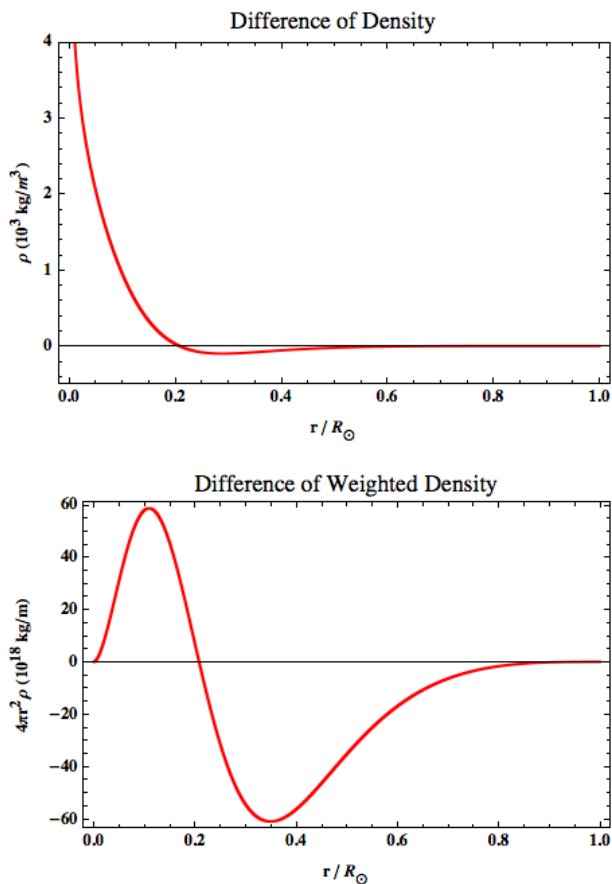 Difference of Density
ρ (10³ kg/m³)
4
3
2
1
0
0.0 0.2 0.4 0.6 0.8 1.0
r / R☉
Difference of Weighted Density
4πr² ρ (10¹⁸ kg/m)
60
40
20
0
−20
−40
−60
0.0 0.2 0.4 0.6 0.8 1.0
r / R☉